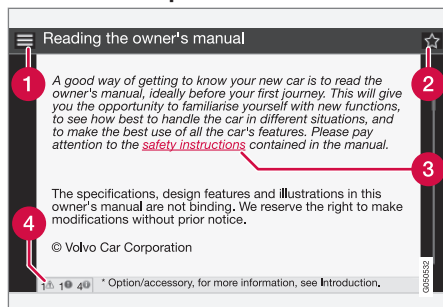 Reading the owner's manual
1
2
A good way of getting to know your new car is to read the
owner's manual, ideally before your first journey. This will give
you the opportunity to familiarise yourself with new functions,
to see how best to handle the car in different situations, and
to make the best use of all the car's features. Please pay
attention to the safety instructions contained in the manual.
3
The specifications, design features and illustrations in this
owner's manual are not binding. We reserve the right to make
modifications without prior notice.
4
© Volvo Car Corporation
1 1 4 * Option/accessory, for more information, see Introduction.
G050532